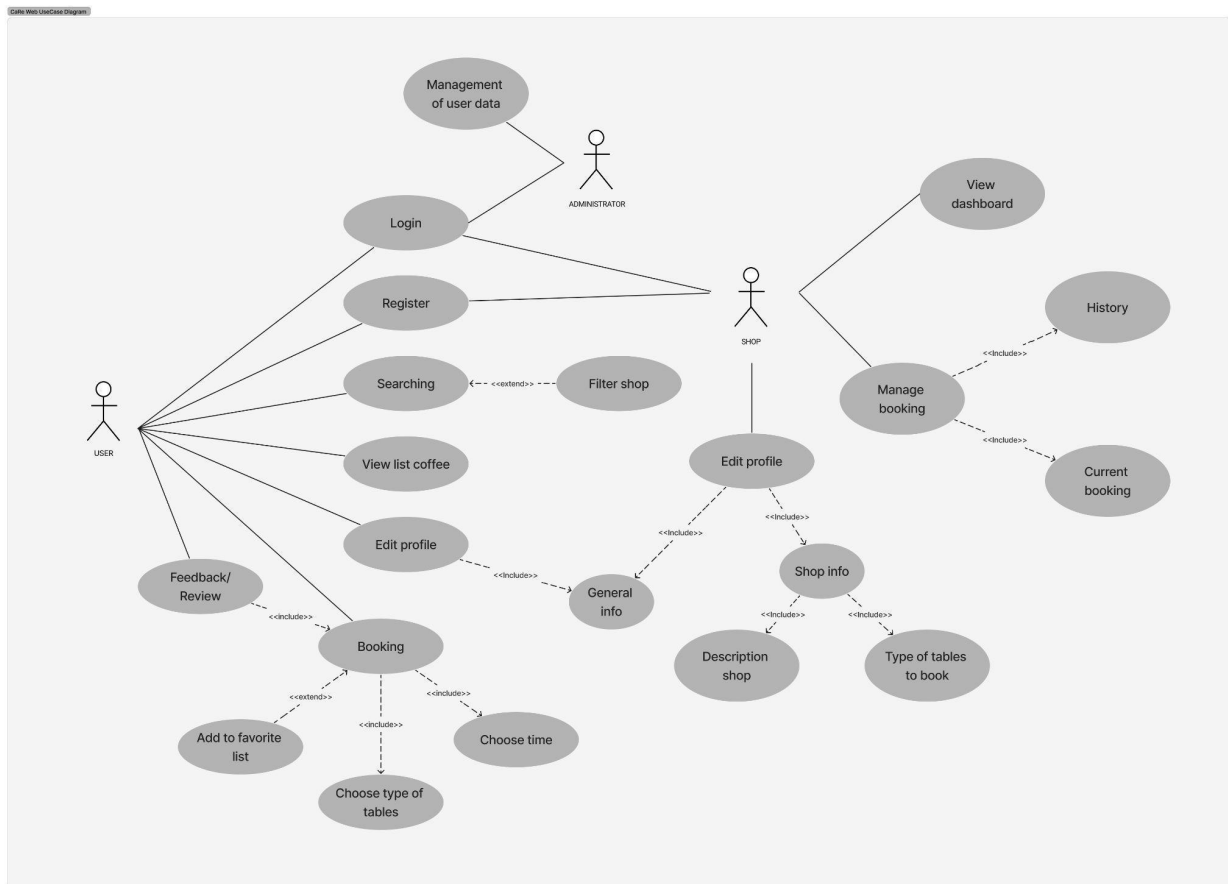 CaRe Web UseCase Diagram
Management
of user data
ADMINISTRATOR
View
dashboard
Login
Register
SHOP
History
<<Include>>
Searching
<<extend>>
Filter shop
Manage
booking
USER
<<Include>>
View list coffee
Edit profile
Current
booking
<<Include>>
<<Include>>
Edit profile
<<Include>>
Feedback/
Review
General
info
Shop info
<<include>>
<<Include>>
<<Include>>
Booking
Description
shop
Type of tables
to book
<<extend>>
<<include>>
<<include>>
Add to favorite
list
Choose time
Choose type of
tables